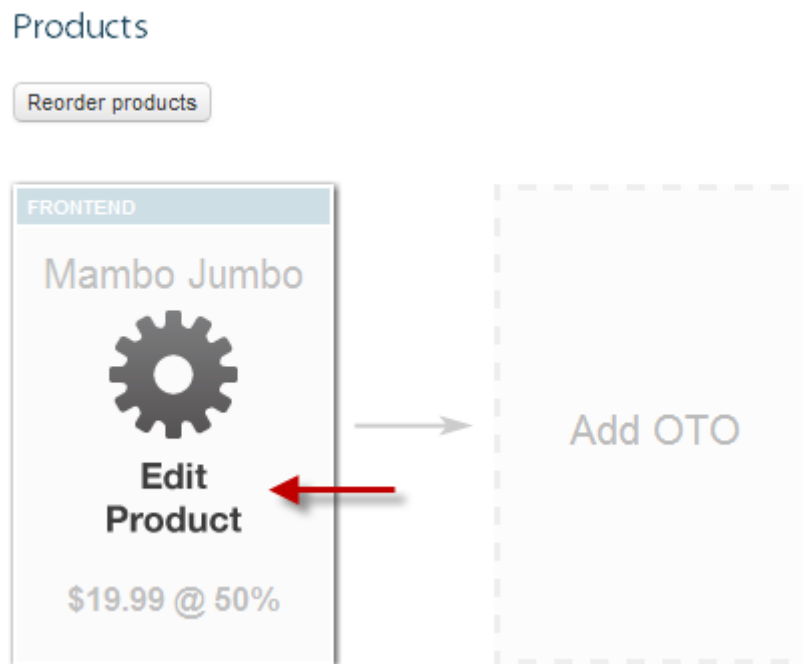 Products
Reorder products
FRONTEND
Mambo Jumbo
Edit
Product
$19.99 @ 50%
Add OTO